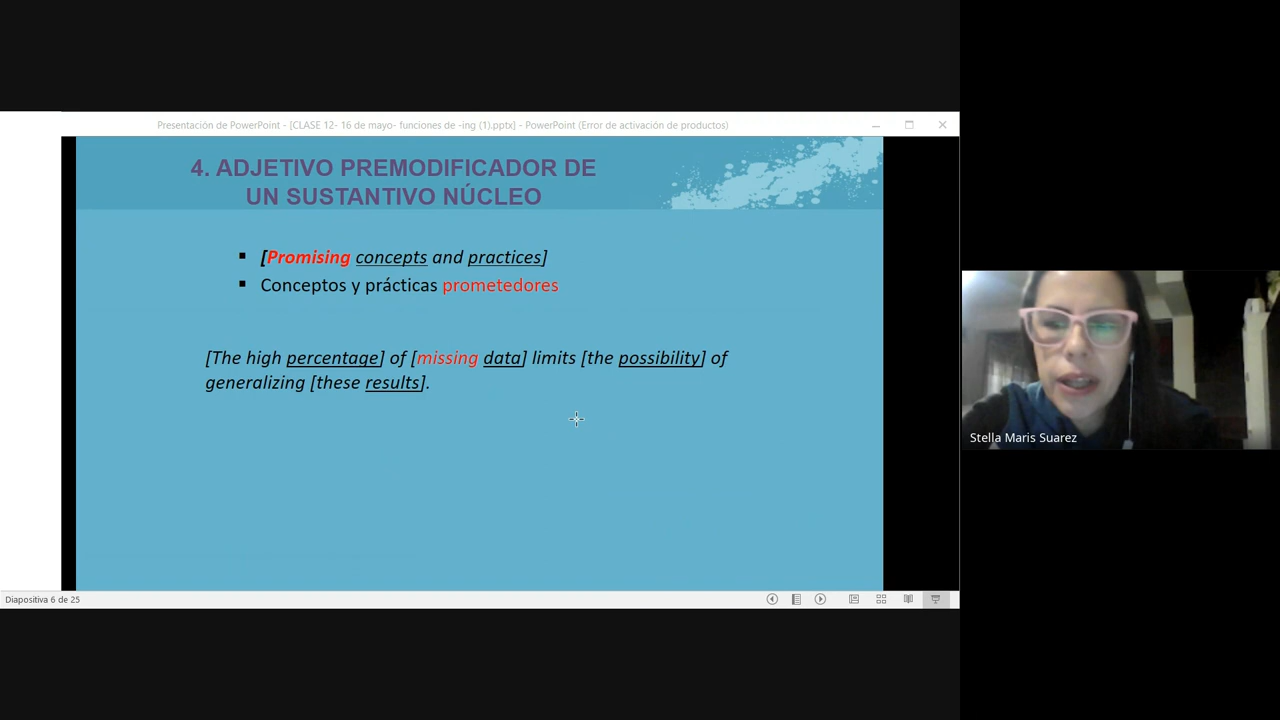 Presentación de PowerPoint - [CLASE 12- 16 de mayo- funciones de -ing (1).pptx] - PowerPoint (Error de activación de productos)
4. ADJETIVO PREMODIFICADOR DE
UN SUSTANTIVO NÚCLEO
[Promising concepts and practices]
Conceptos y prácticas prometedores
[The high percentage] of [missing data] limits [the possibility] of
generalizing [these results].
Stella Maris Suarez
Diapositiva 6 de 25